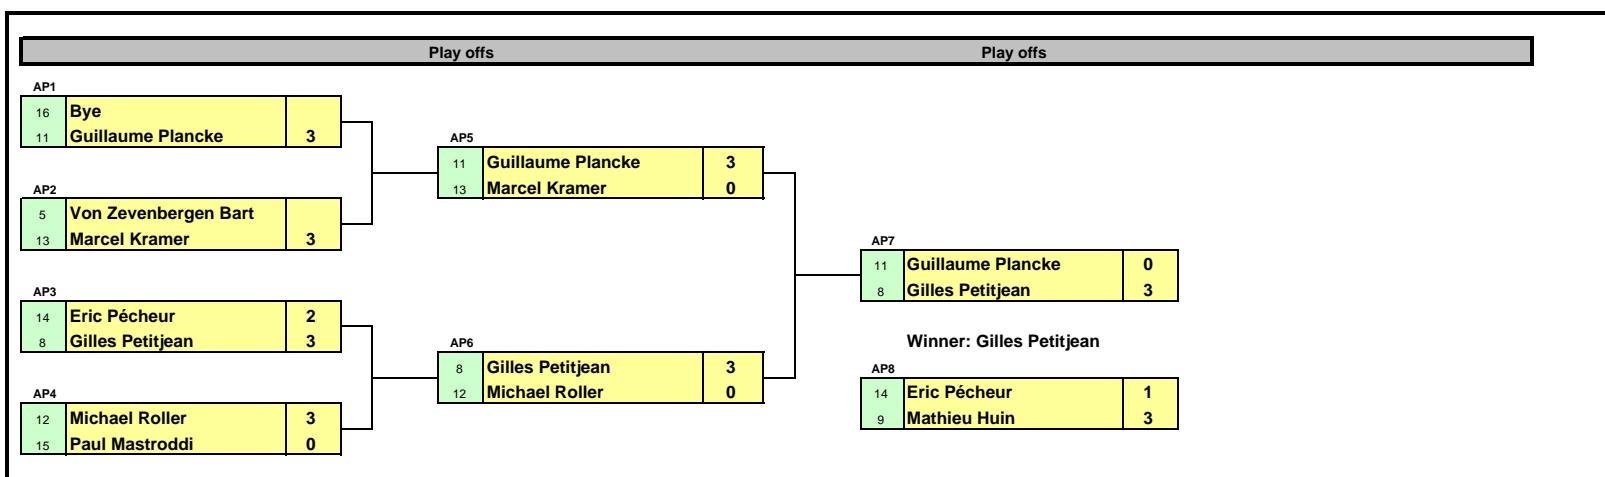 Play offs Play offs
AP1
16 Bye
11 Guillaume Plancke 3
AP2
5 Von Zevenbergen Bart
13 Marcel Kramer 3
AP3
14 Eric Pécheur 2
8 Gilles Petitjean 3
AP4
12 Michael Roller 3
15 Paul Mastroddi 0
AP5
11 Guillaume Plancke 3
13 Marcel Kramer 0
AP6
8 Gilles Petitjean 3
12 Michael Roller 0
AP7
11 Guillaume Plancke 0
8 Gilles Petitjean 3
Winner: Gilles Petitjean
AP8
14 Eric Pécheur 1
9 Mathieu Huin 3